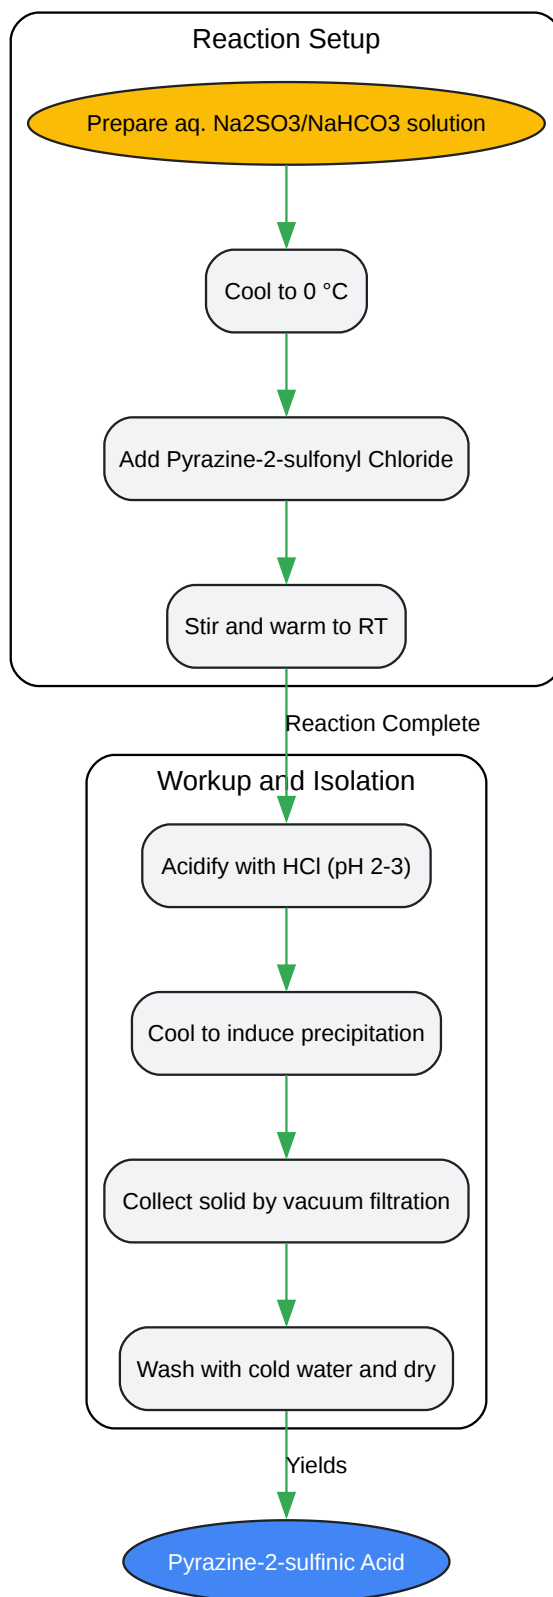 Reaction Setup
Prepare aq. Na2SO3/NaHCO3 solution
Cool to 0 °C
Add Pyrazine-2-sulfonyl Chloride
Stir and warm to RT
Reaction Complete
Workup and Isolation
Acidify with HCl (pH 2-3)
Cool to induce precipitation
Collect solid by vacuum filtration
Wash with cold water and dry
Yields
Pyrazine-2-sulfinic Acid